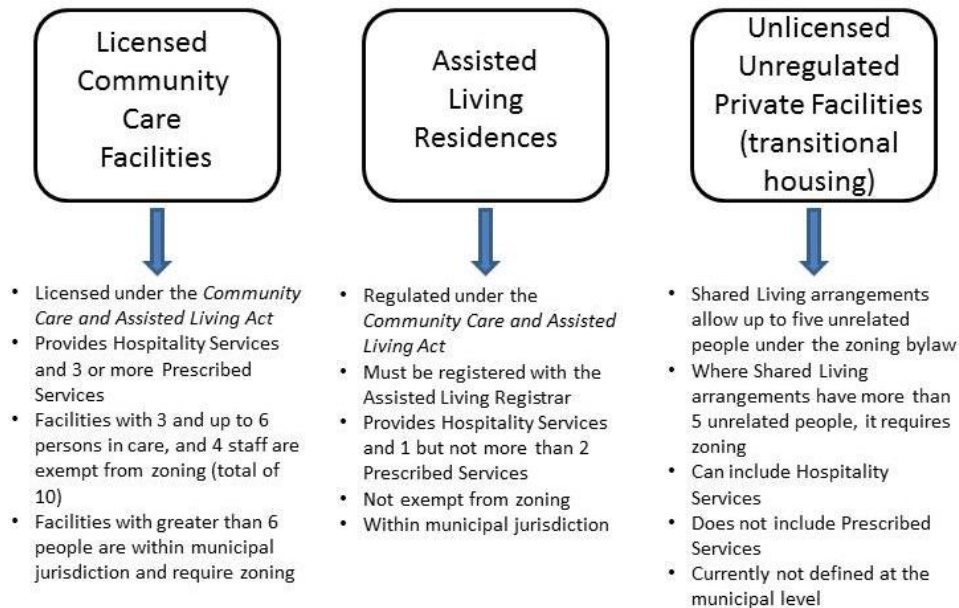 Licensed
Community
Care
Facilities
• Licensed under the Community
Care and Assisted Living Act
• Provides Hospitality Services
and 3 or more Prescribed
Services
• Facilities with 3 and up to 6
persons in care, and 4 staff are
exempt from zoning (total of
10)
• Facilities with greater than 6
people are within municipal
jurisdiction and require zoning
Assisted
Living
Residences
• Regulated under the
Community Care and Assisted
Living Act
• Must be registered with the
Assisted Living Registrar
• Provides Hospitality Services
and 1 but not more than 2
Prescribed Services
• Not exempt from zoning
• Within municipal jurisdiction
Unlicensed
Unregulated
Private Facilities
(transitional
housing)
• Shared Living arrangements
allow up to five unrelated
people under the zoning bylaw
• Where Shared Living
arrangements have more than
5 unrelated people, it requires
zoning
• Can include Hospitality
Services
• Does not include Prescribed
Services
• Currently not defined at the
municipal level